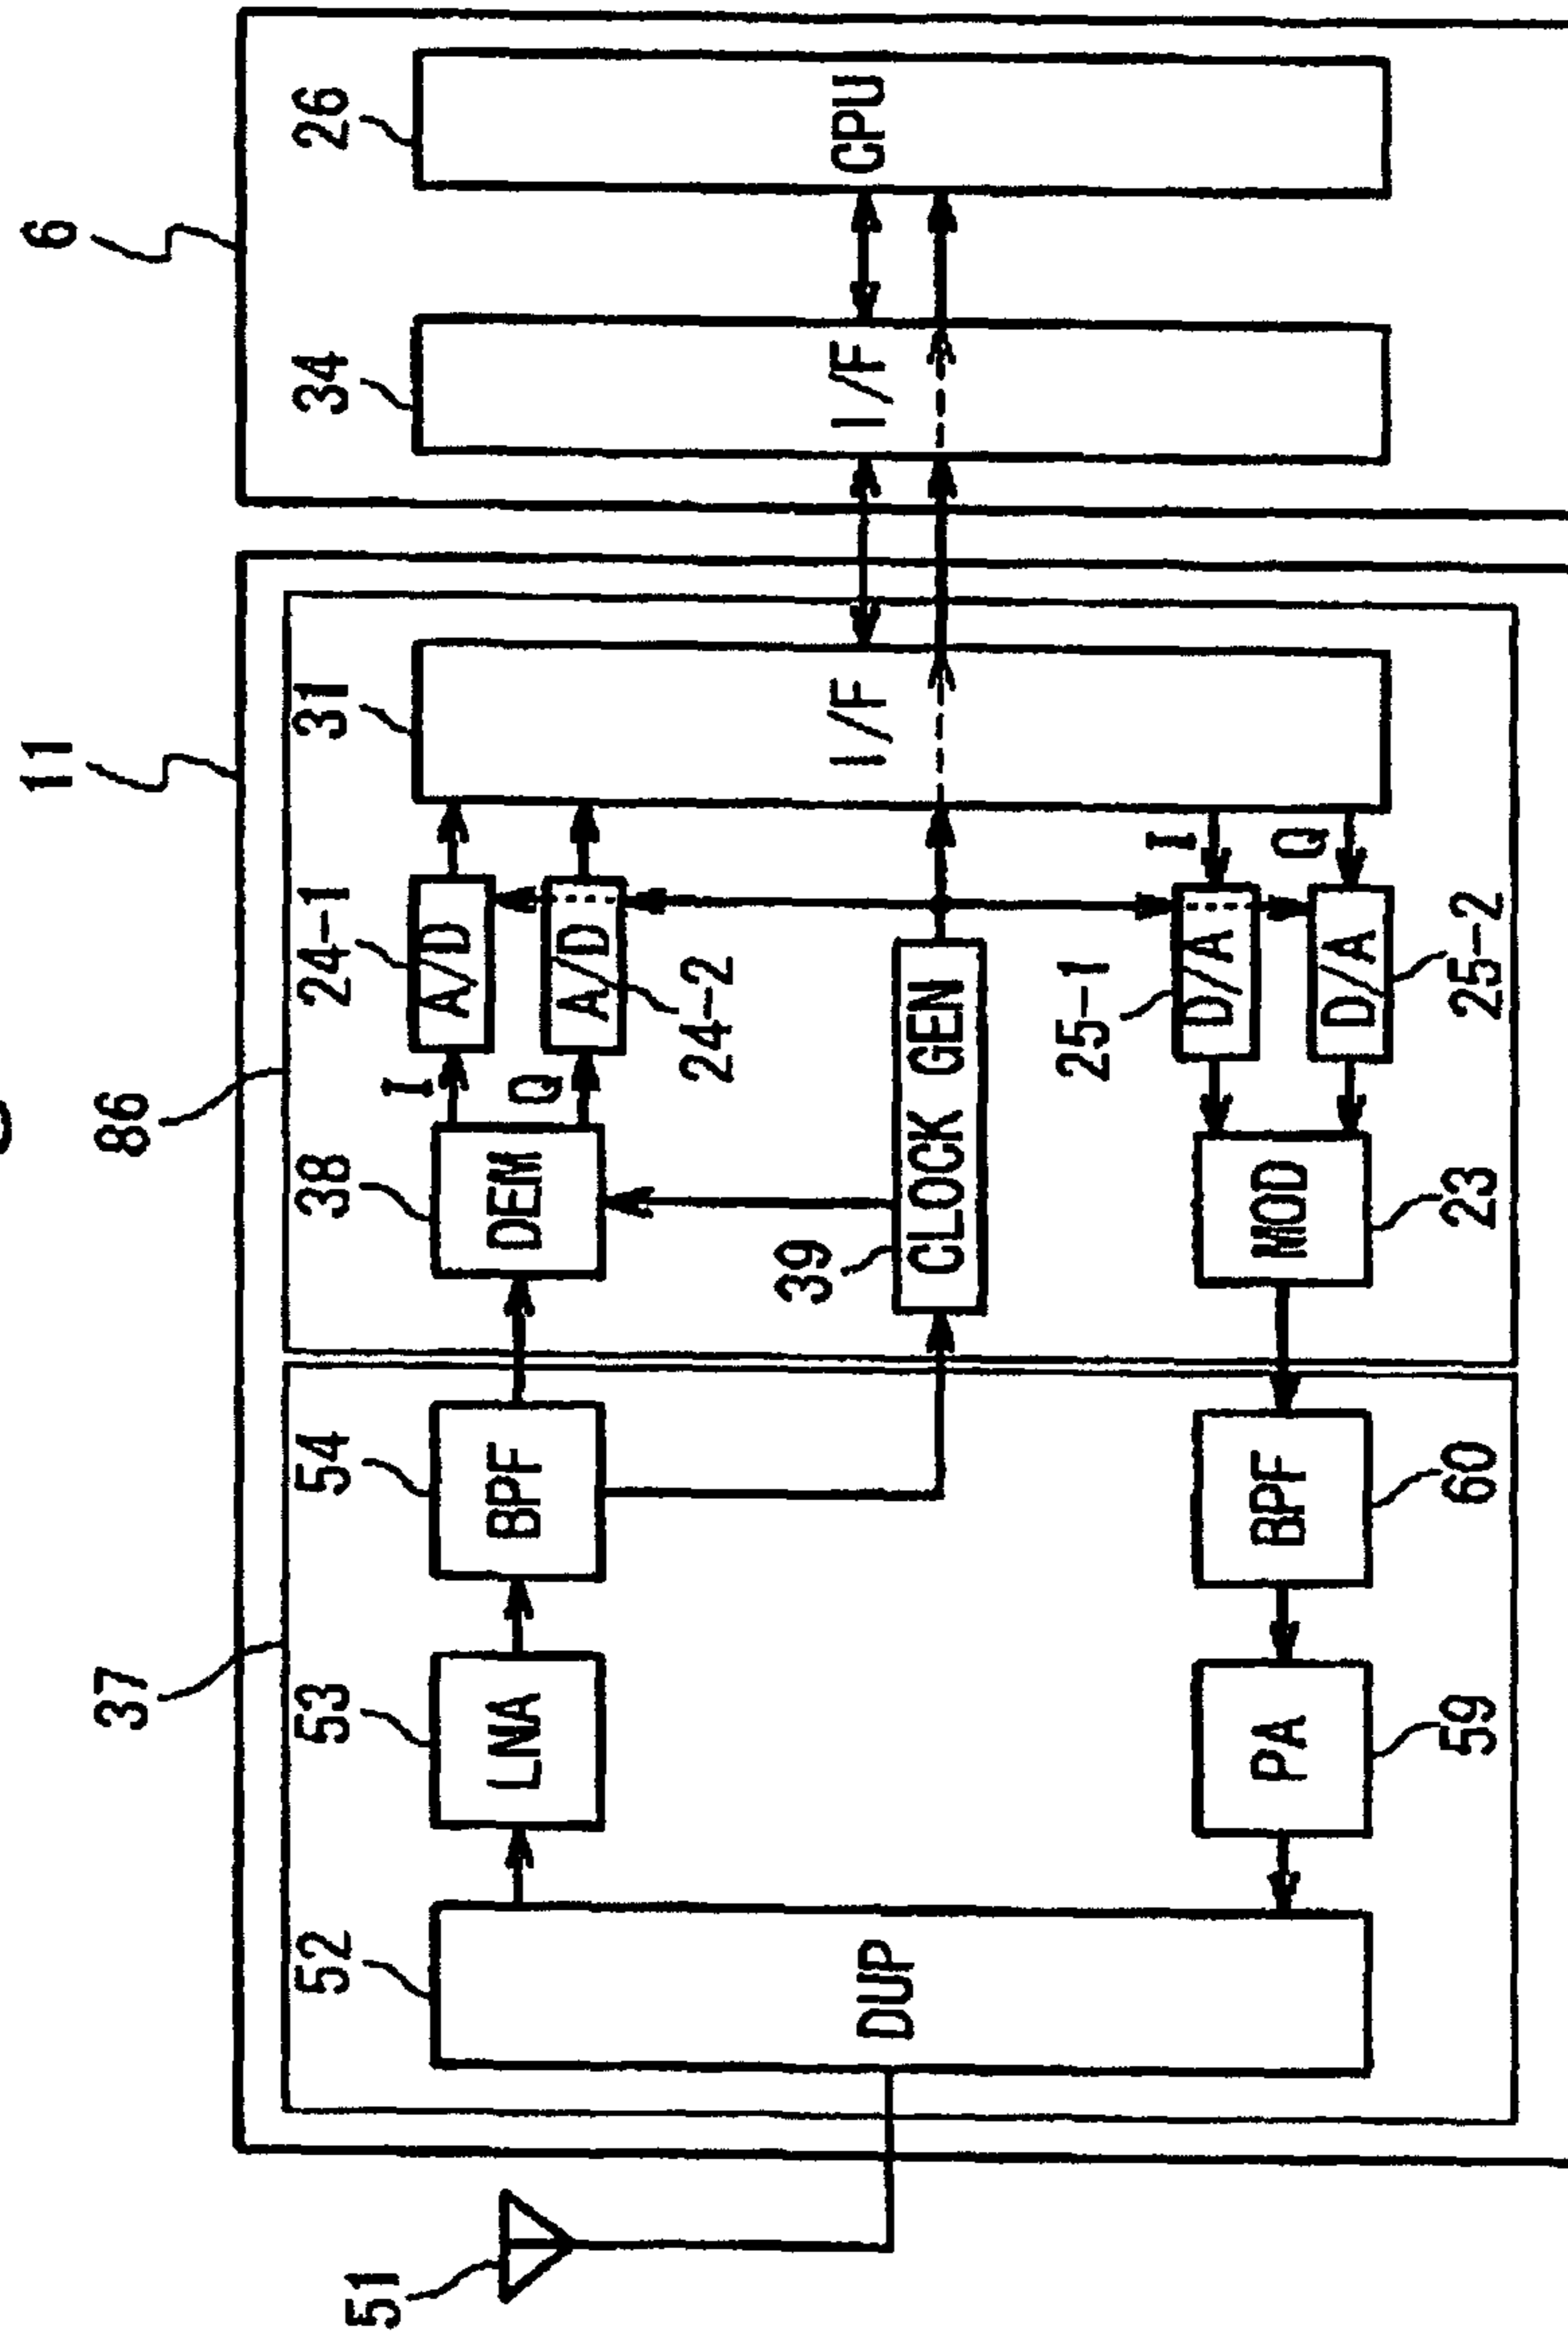 11
6
37
86
51
52
53
54
38
24-1
31
34
26
DUP
LNA
BPF
DEM
I
Q
A/D
A/D
24-2
I/F
I/F
CPU
39
CLOCK GEN
25-1
I
Q
PA
BPF
MOD
D/A
D/A
59
60
23
25-2